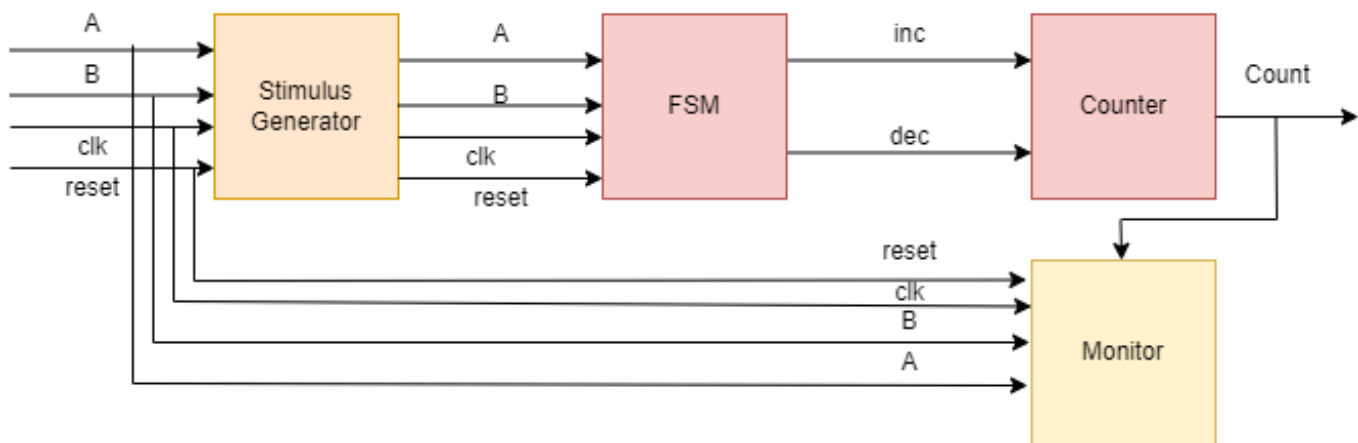 A
B
clk
reset
Stimulus
Generator
A
B
clk
reset
FSM
inc
dec
Counter
Count
reset
clk
B
A
Monitor